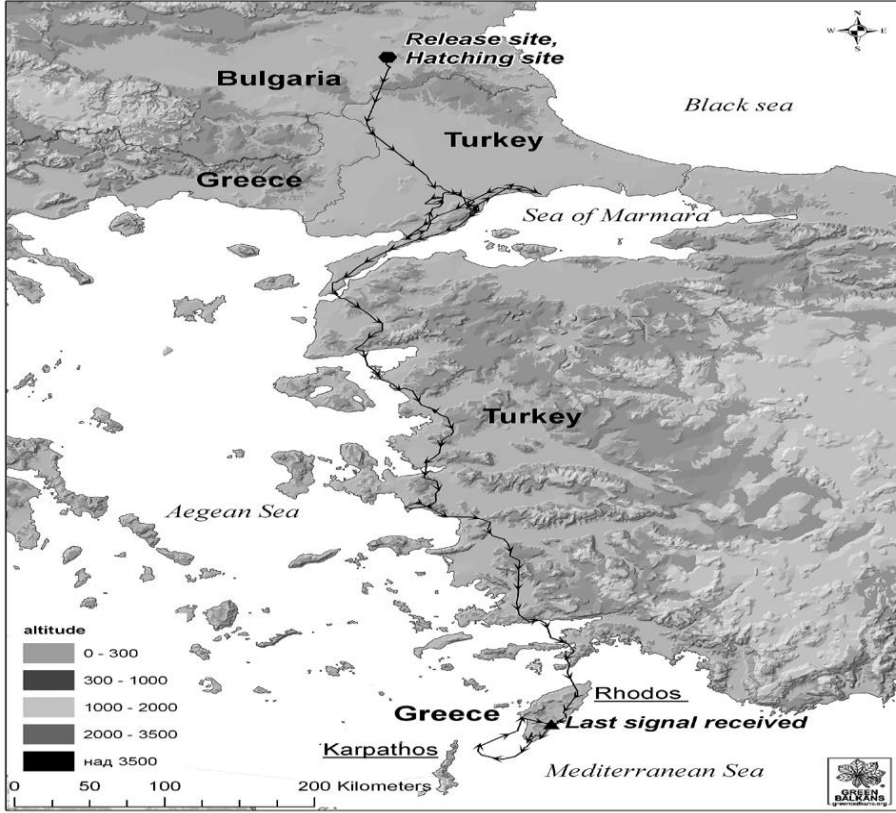 N
W E
S
Release site,
Hatching site
Bulgaria
Black sea
Turkey
Greece
Sea of Marmara
Turkey
Aegean Sea
altitude
0 - 300
300 - 1000
1000 - 2000
2000 - 3500
над 3500
Rhodos
Greece
Last signal received
Karpathos
Mediterranean Sea
0 50 100 200 Kilometers
GREEN
BALKANS
greenbalkans.org